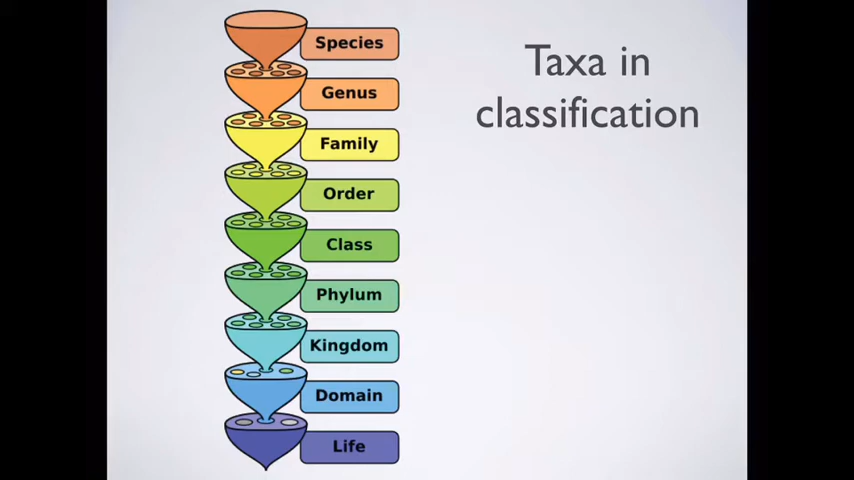 Taxa in
classification
Species
Genus
Family
Order
Class
Phylum
Kingdom
Domain
Life